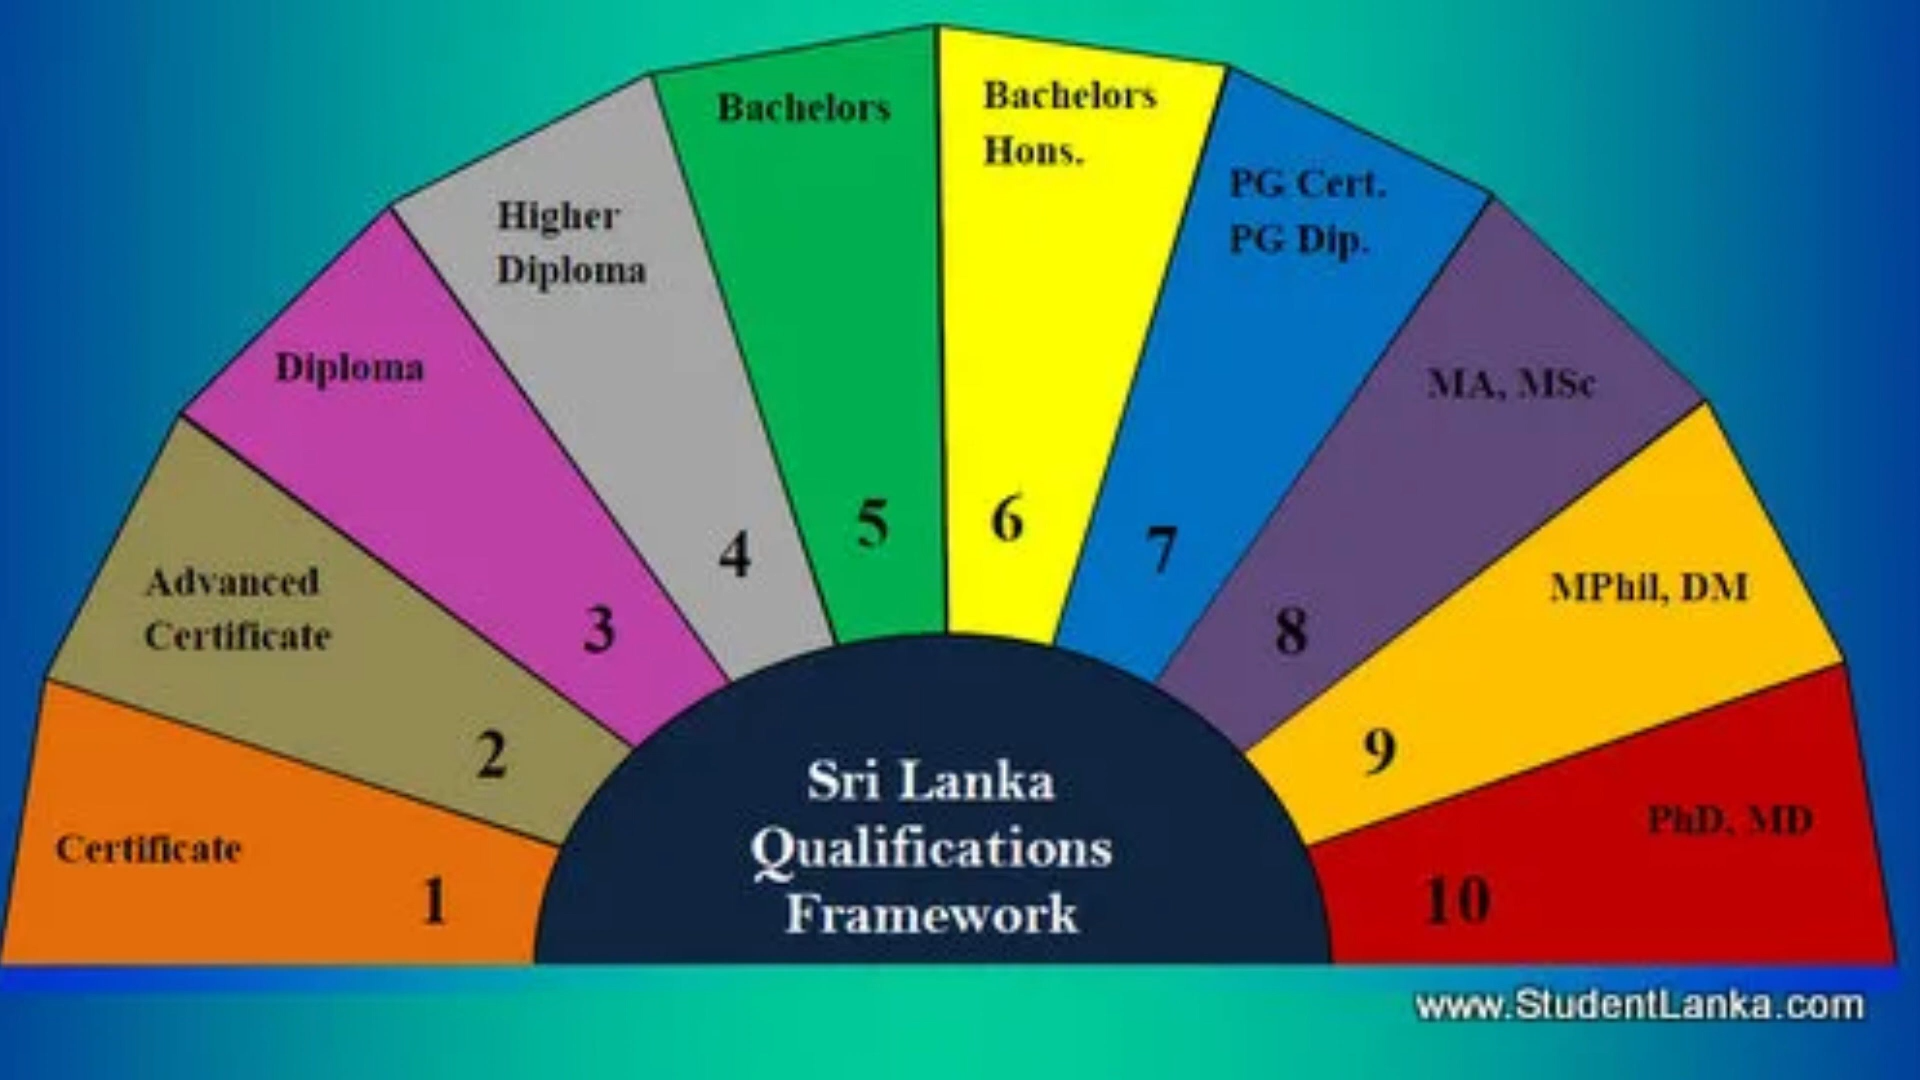 Certificate
1
Advanced
Certificate
2
Diploma
3
Higher
Diploma
4
Bachelors
5
Bachelors
Hons.
6
PG Cert.
PG Dip.
7
MA, MSc
8
MPhil, DM
9
PhD, MD
10
Sri Lanka
Qualifications
Framework
www.StudentLanka.com